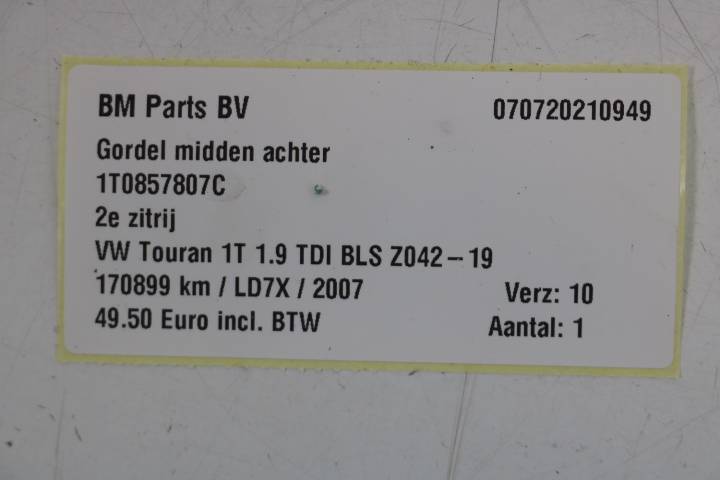 BM Parts BV 070720210949
Gordel midden achter
1T0857807C
2e zitrij
VW Touran 1T 1.9 TDI BLS Z042-19
170899 km / LD7X / 2007 Verz: 10
49.50 Euro incl. BTW Aantal: 1